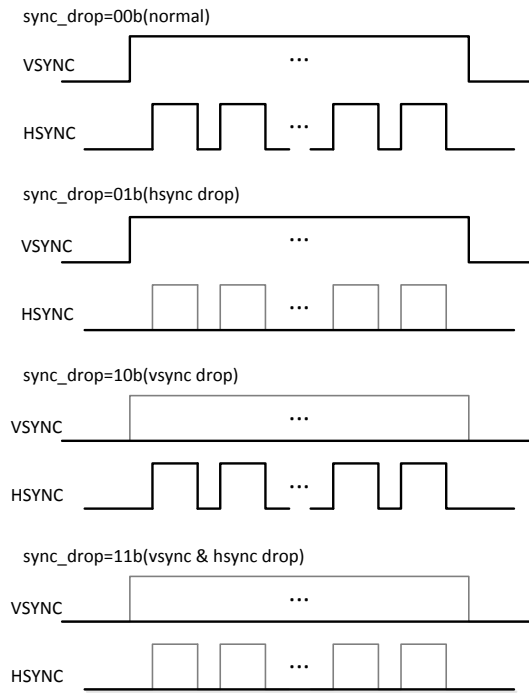 sync_drop=00b(normal)
VSYNC
...
HSYNC
...
sync_drop=01b(hsync drop)
VSYNC
...
HSYNC
...
sync_drop=10b(vsync drop)
VSYNC
...
HSYNC
...
sync_drop=11b(vsync & hsync drop)
VSYNC
...
HSYNC
...